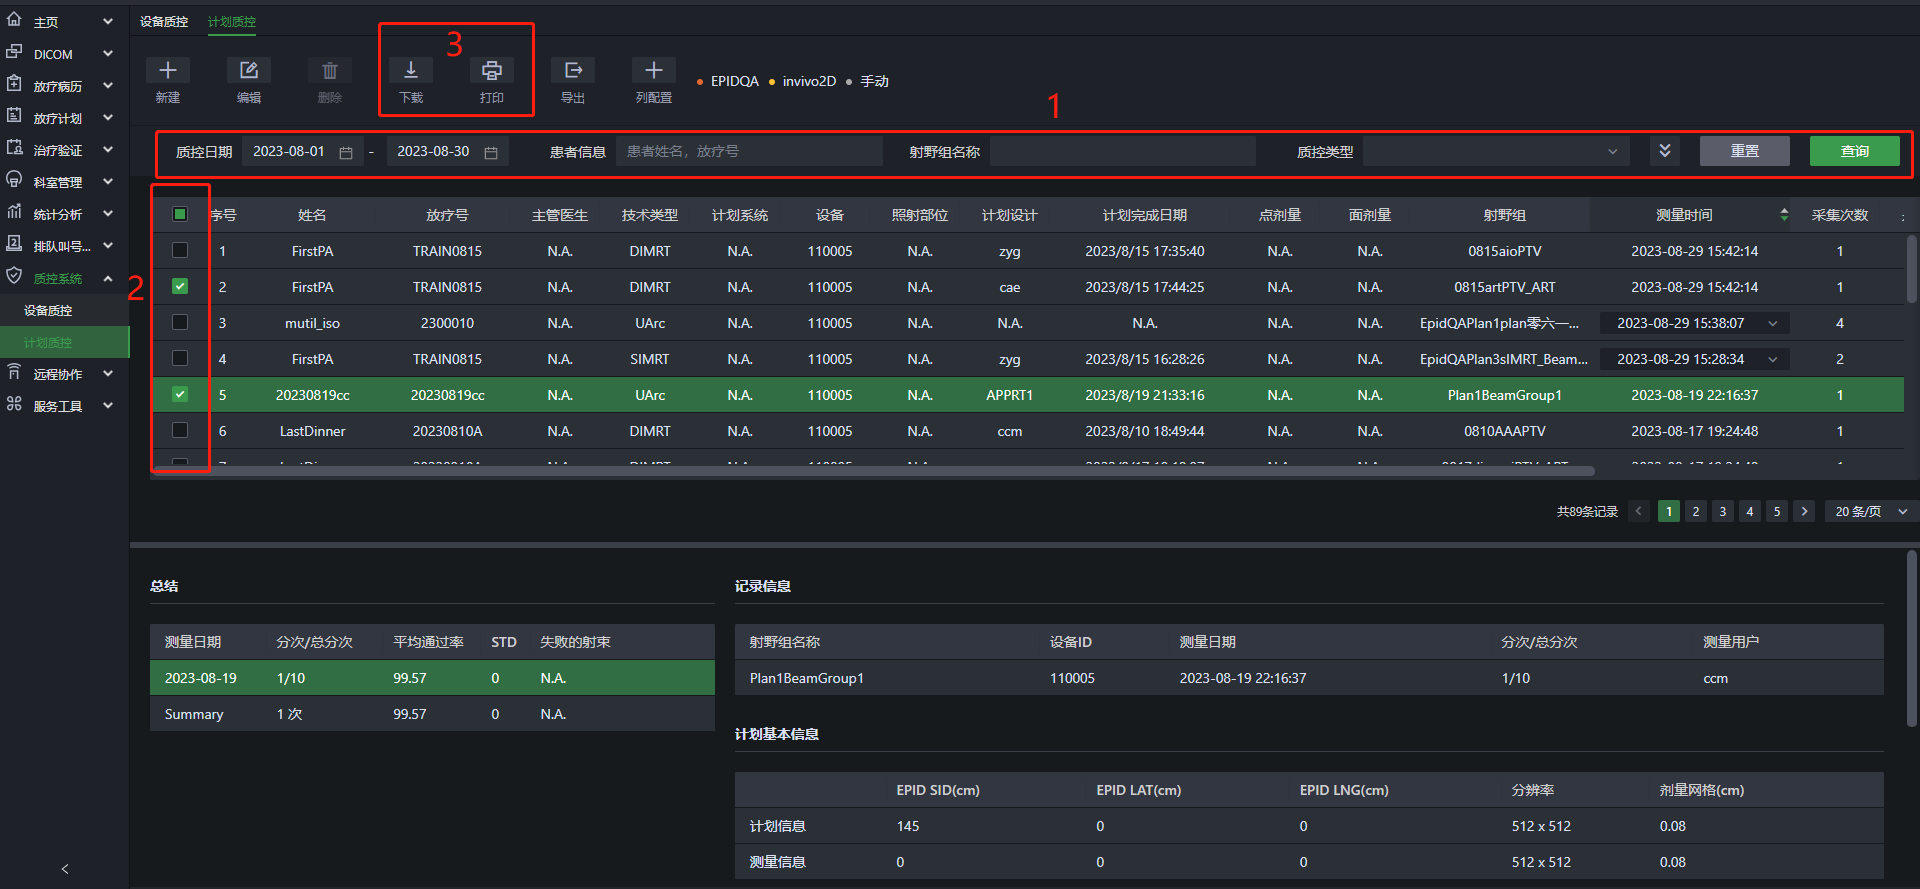 主页
DICOM
放疗病历
放疗计划
治疗验证
科室管理
统计分析
排队叫号...
质控系统
设备质控
计划质控
远程协作
服务工具
设备质控 计划质控
新建 编辑 删除 下载 打印 导出 列配置
EPIDQA invivo2D 手动
3
1
2
质控日期 2023-08-01 - 2023-08-30 患者信息 患者姓名，放疗号 射野组名称 质控类型 重置 查询
序号 姓名 放疗号 主管医生 技术类型 计划系统 设备 照射部位 计划设计 计划完成日期 点剂量 面剂量 射野组 测量时间 采集次数
1 FirstPA TRAIN0815 N.A. DIMRT N.A. 110005 N.A. zyg 2023/8/15 17:35:40 N.A. N.A. 0815aioPTV 2023-08-29 15:42:14 1
2 FirstPA TRAIN0815 N.A. DIMRT N.A. 110005 N.A. cae 2023/8/15 17:44:25 N.A. N.A. 0815artPTV_ART 2023-08-29 15:42:14 1
3 mutil_iso 2300010 N.A. UArc N.A. 110005 N.A. N.A. N.A. N.A. N.A. EpidQAPlan1plan零六一... 2023-08-29 15:38:07 4
4 FirstPA TRAIN0815 N.A. SIMRT N.A. 110005 N.A. zyg 2023/8/15 16:28:26 N.A. N.A. EpidQAPlan3sIMRT_Beam... 2023-08-29 15:28:34 2
5 20230819cc 20230819cc N.A. UArc N.A. 110005 N.A. APPRT1 2023/8/19 21:33:16 N.A. N.A. Plan1BeamGroup1 2023-08-19 22:16:37 1
6 LastDinner 20230810A N.A. DIMRT N.A. 110005 N.A. ccm 2023/8/10 18:49:44 N.A. N.A. 0810AAAPTV 2023-08-17 19:24:48 1
共89条记录 1 2 3 4 5 20 条/页
总结
测量日期 分次/总分次 平均通过率 STD 失败的射束
2023-08-19 1/10 99.57 0 N.A.
Summary 1 次 99.57 0 N.A.
记录信息
射野组名称 设备ID 测量日期 分次/总分次 测量用户
Plan1BeamGroup1 110005 2023-08-19 22:16:37 1/10 ccm
计划基本信息
EPID SID(cm) EPID LAT(cm) EPID LNG(cm) 分辨率 剂量网格(cm)
计划信息 145 0 0 512 x 512 0.08
测量信息 0 0 0 512 x 512 0.08